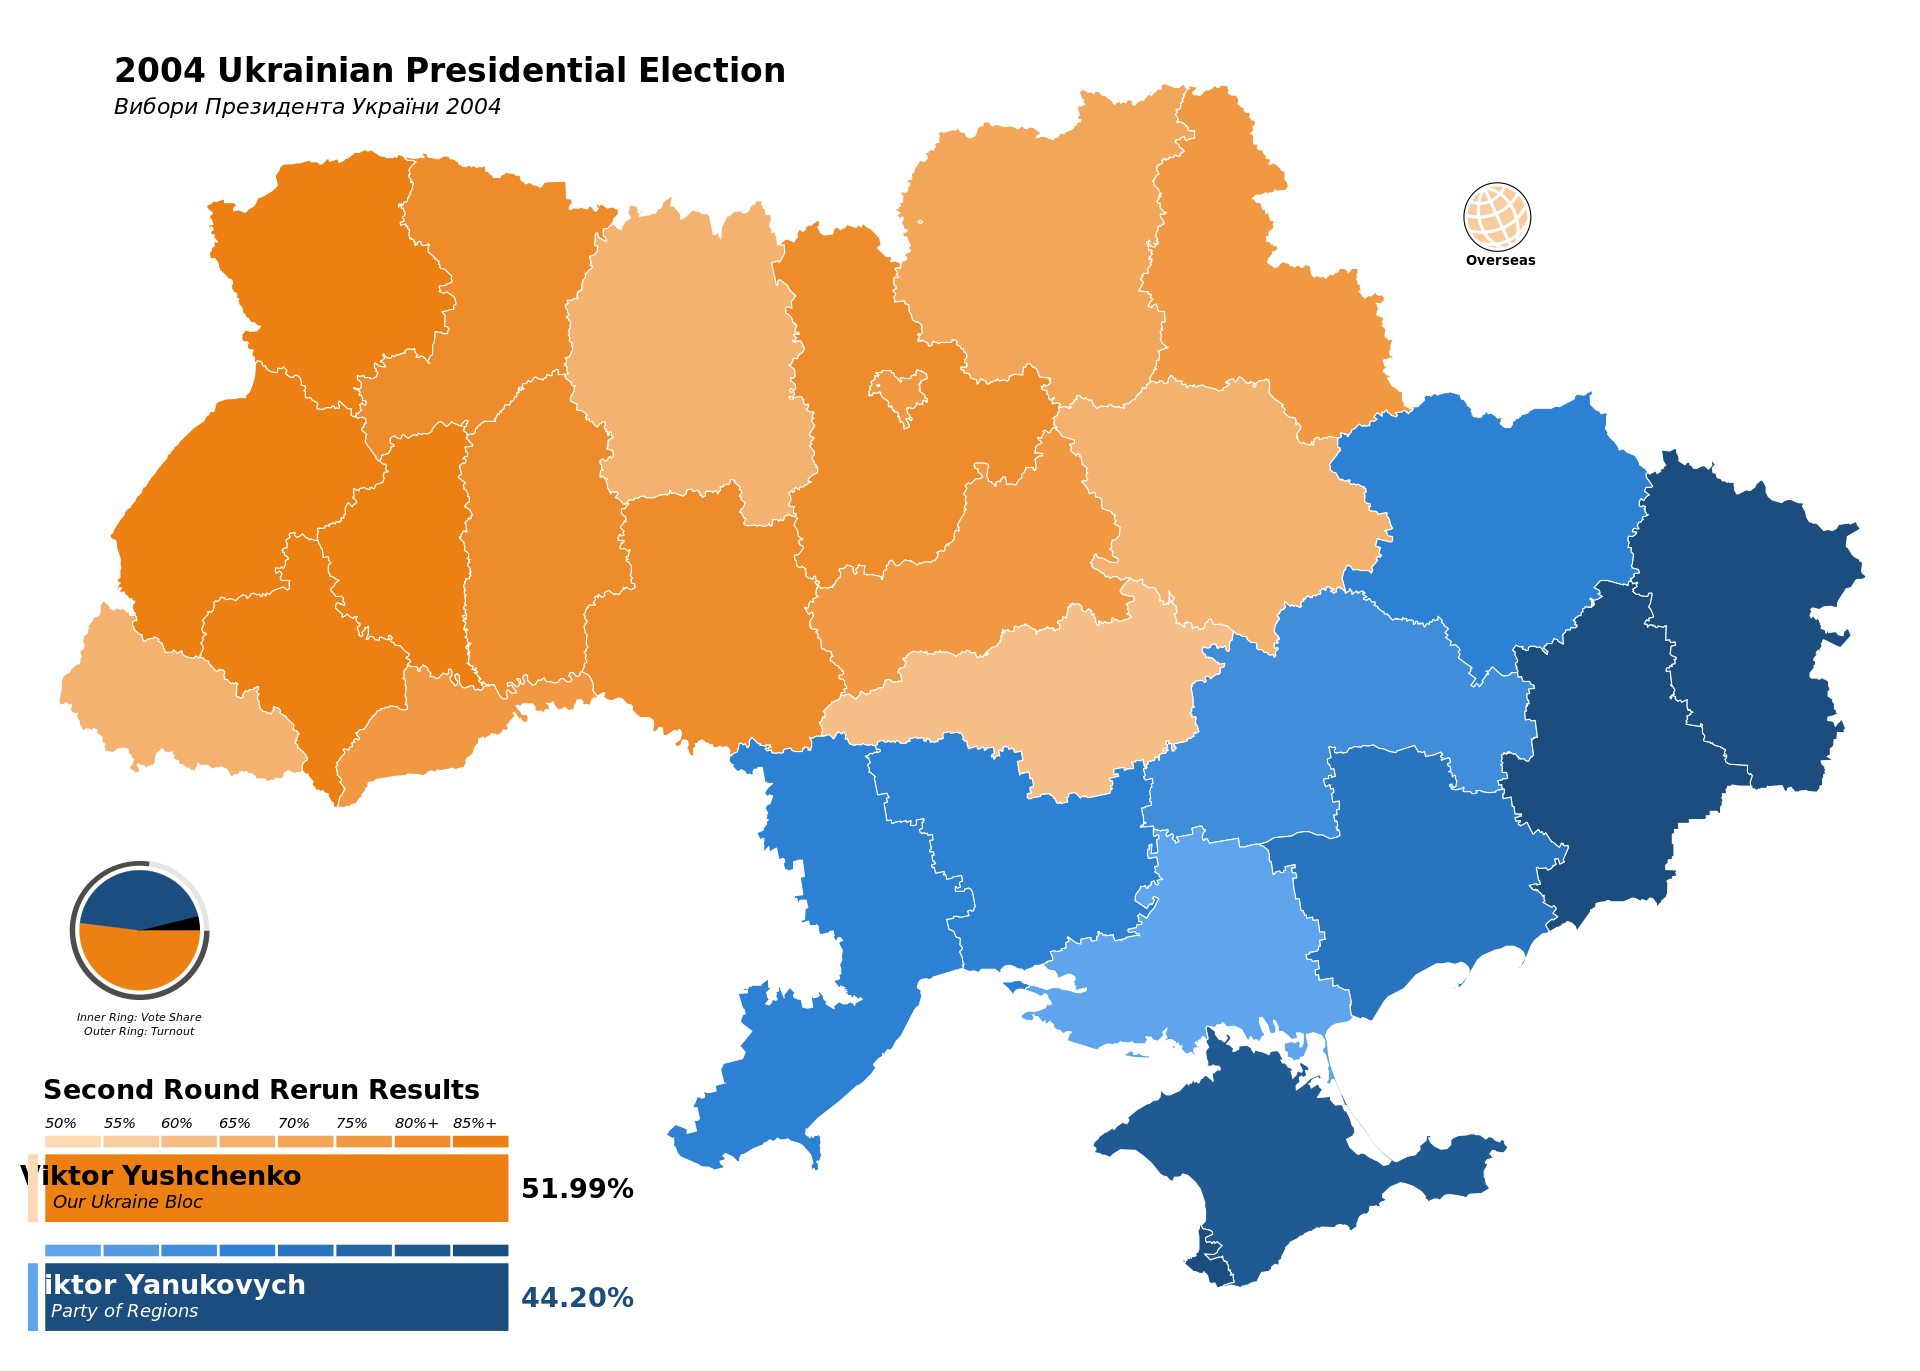 2004 Ukrainian Presidential Election
Вибори Президента України 2004
Overseas
Inner Ring: Vote Share
Outer Ring: Turnout
Second Round Rerun Results
50% 55% 60% 65% 70% 75% 80%+ 85%+
Viktor Yushchenko
Our Ukraine Bloc
51.99%
Viktor Yanukovych
Party of Regions
44.20%